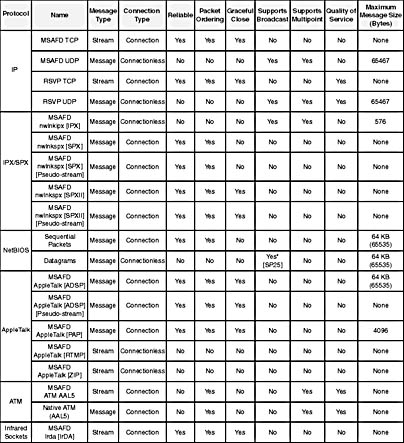 Protocol Name Message Type Connection Type Reliable Packet Ordering Graceful Close Supports Broadcast Supports Multipoint Quality of Service Maximum Message Size (Bytes)
IP
MSAFD TCP Stream Connection Yes Yes Yes No No No None
MSAFD UDP Message Connectionless No No No Yes Yes No 65467
RSVP TCP Stream Connection Yes Yes Yes No No Yes None
RSVP UDP Message Connectionless No No No Yes Yes Yes 65467
IPX/SPX
MSAFD nwlnkipx [IPX] Message Connectionless No No No Yes Yes No 576
MSAFD nwlnkspx [SPX] Message Connection Yes Yes No No No No None
MSAFD nwlnkspx [SPX] [Pseudo-stream] Message Connection Yes Yes No No No No None
MSAFD nwlnkspx [SPXII] Message Connection Yes Yes Yes No No No None
MSAFD nwlnkspx [SPXII] [Pseudo-stream] Message Connection Yes Yes Yes No No No None
NetBIOS
Sequential Packets Message Connection Yes Yes No No No No 64 KB (65535)
Datagrams Message Connectionless No No No Yes* [SP25] No No 64 KB (65535)
AppleTalk
MSAFD AppleTalk [ADSP] Message Connection Yes Yes Yes No No No 64 KB (65535)
MSAFD AppleTalk [ADSP] [Pseudo-stream] Message Connection Yes Yes Yes No No No None
MSAFD AppleTalk [PAP] Message Connection Yes Yes Yes No No No 4096
MSAFD AppleTalk [RTMP] Stream Connectionless No No No No No No None
MSAFD AppleTalk [ZIP] Stream Connectionless No No No No No No None
ATM
MSAFD ATM AAL5 Stream Connection No Yes No No Yes Yes None
Native ATM (AAL5) Message Connection No Yes No No Yes Yes None
Infrared Sockets
MSAFD Irda [IrDA] Stream Connection Yes Yes Yes No No No None